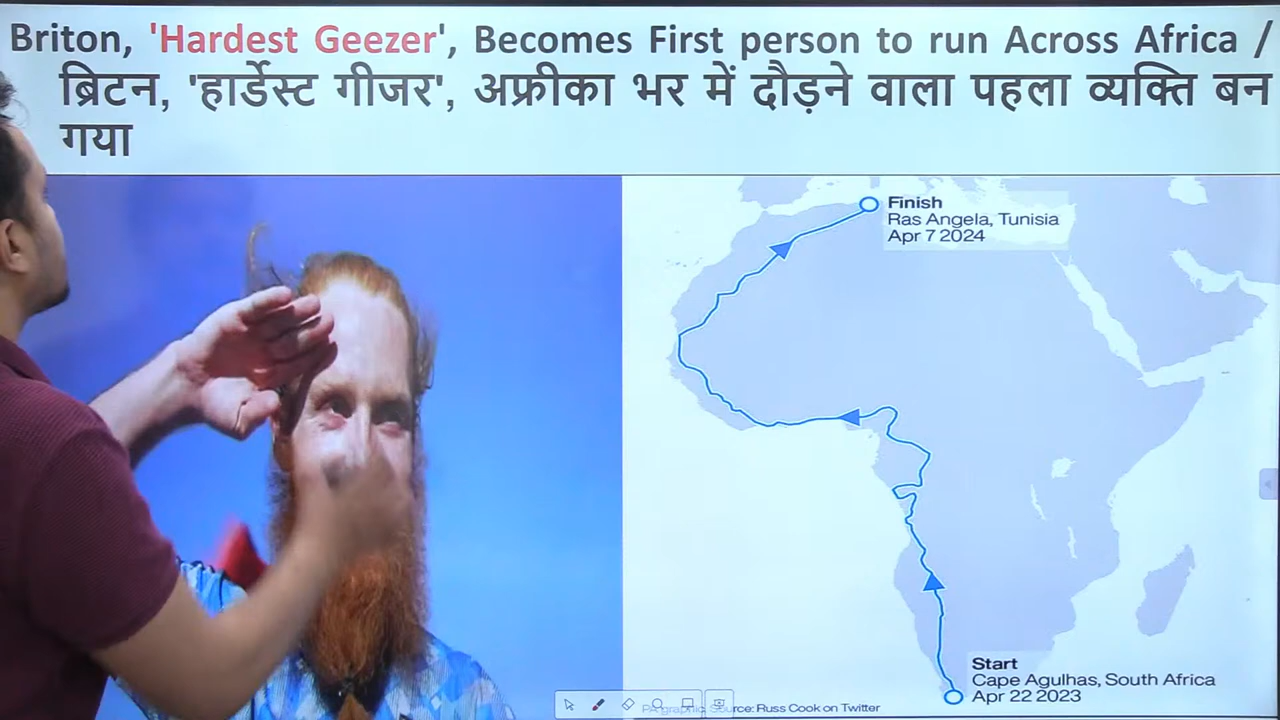 Briton, 'Hardest Geezer', Becomes First person to run Across Africa /
ब्रिटन, 'हार्डेस्ट गीजर', अफ्रीका भर में दौड़ने वाला पहला व्यक्ति बन
गया
Finish
Ras Angela, Tunisia
Apr 7 2024
Start
Cape Agulhas, South Africa
Apr 22 2023
PA graphic. Source: Russ Cook on Twitter